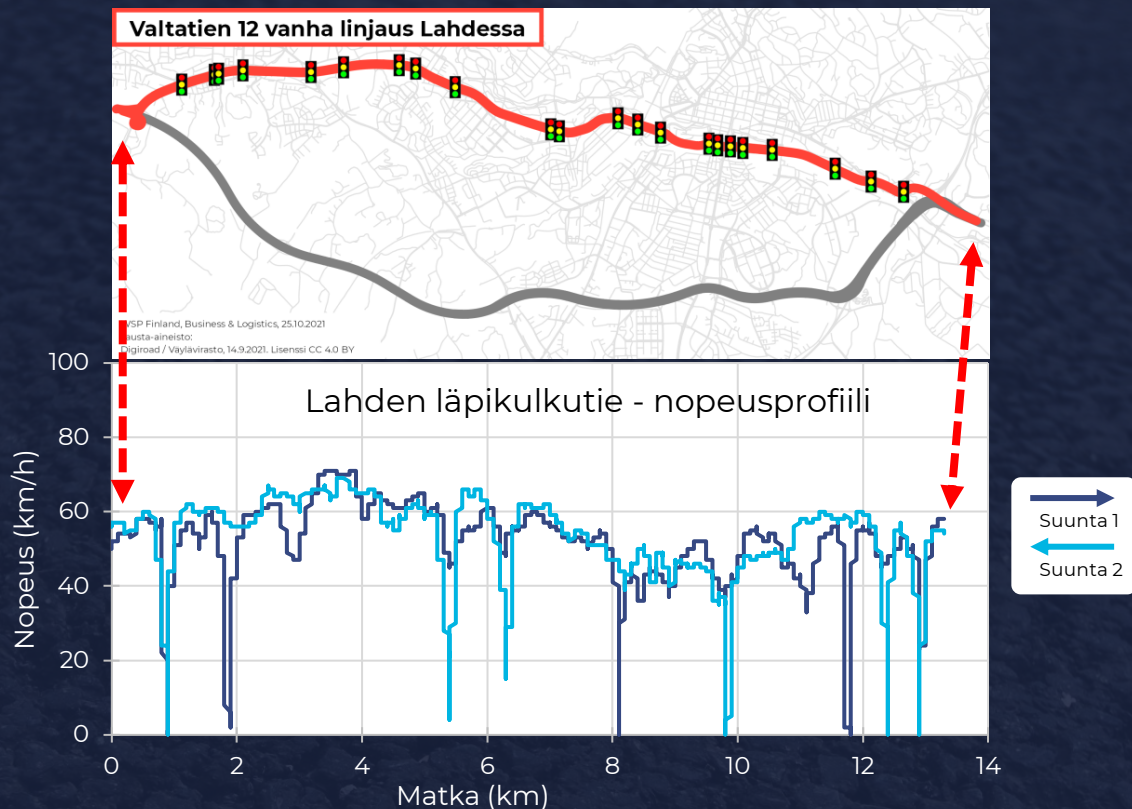 Valtatien 12 vanha linjaus Lahdessa
WSP Finland, Business & Logistics, 25.10.2021
Tausta-aineisto:
Digiroad / Väylävirasto, 14.9.2021. Lisenssi CC 4.0 BY
Lahden läpikulkutie - nopeusprofiili
Nopeus (km/h)
100
80
60
40
20
0
0 2 4 6 8 10 12 14
Matka (km)
Suunta 1
Suunta 2